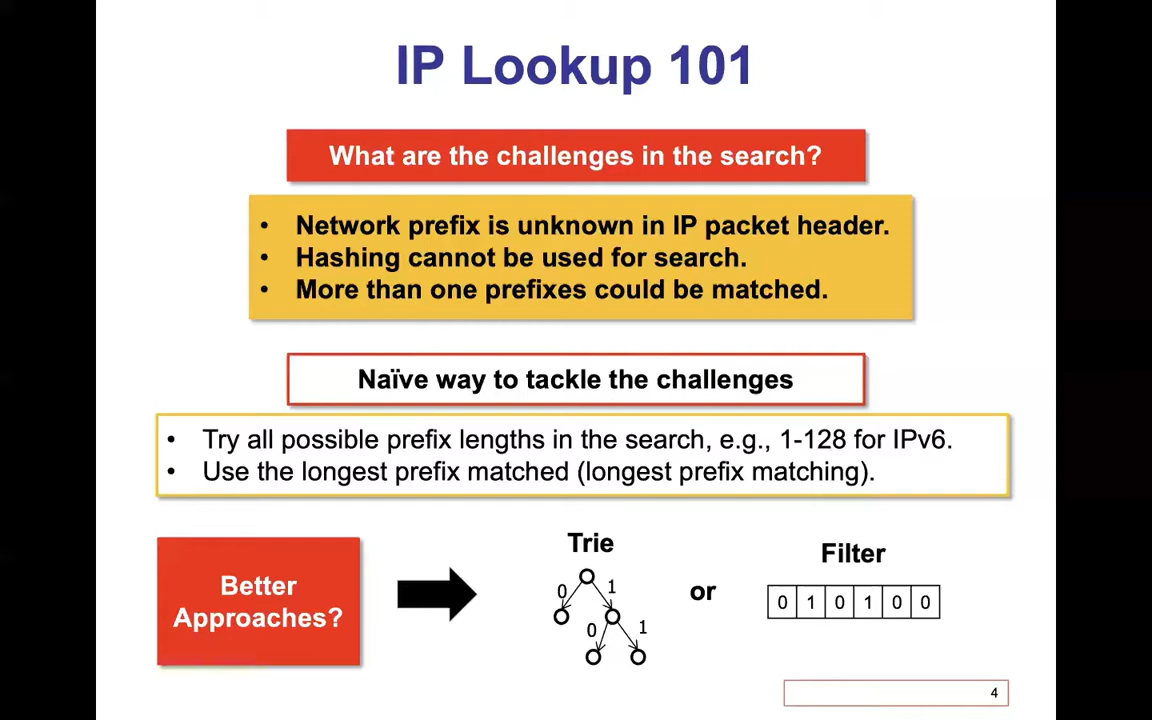 IP Lookup 101
What are the challenges in the search?
• Network prefix is unknown in IP packet header.
• Hashing cannot be used for search.
• More than one prefixes could be matched.
Naïve way to tackle the challenges
• Try all possible prefix lengths in the search, e.g., 1-128 for IPv6.
• Use the longest prefix matched (longest prefix matching).
Better
Approaches?
Trie
0 1
0 1
or
Filter
0 1 0 1 0 0
4